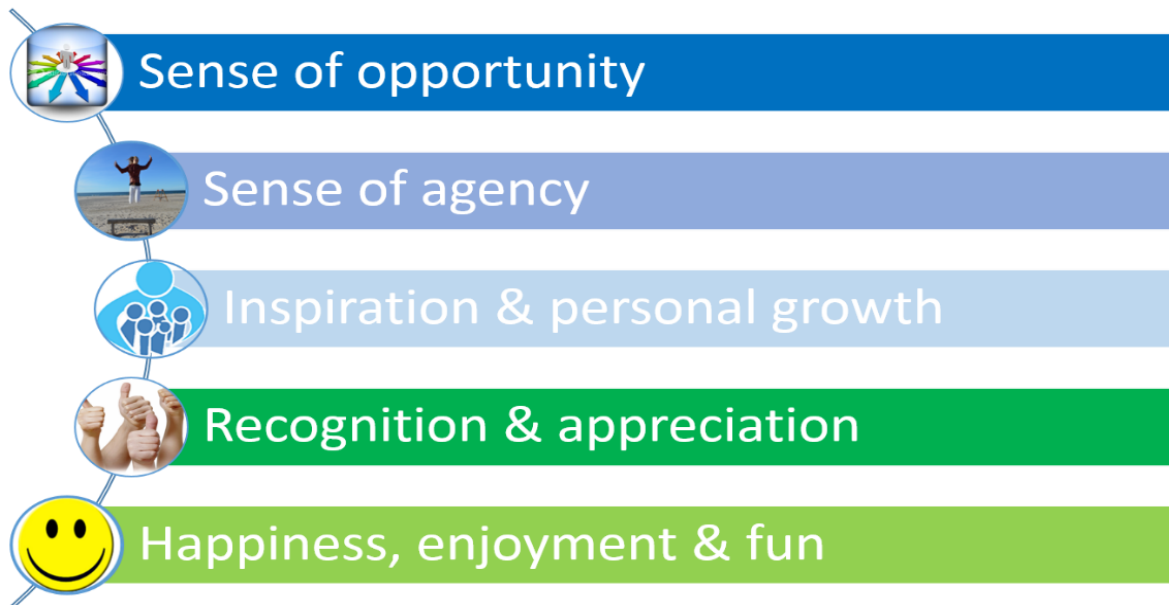 Sense of opportunity
Sense of agency
Inspiration & personal growth
Recognition & appreciation
Happiness, enjoyment & fun